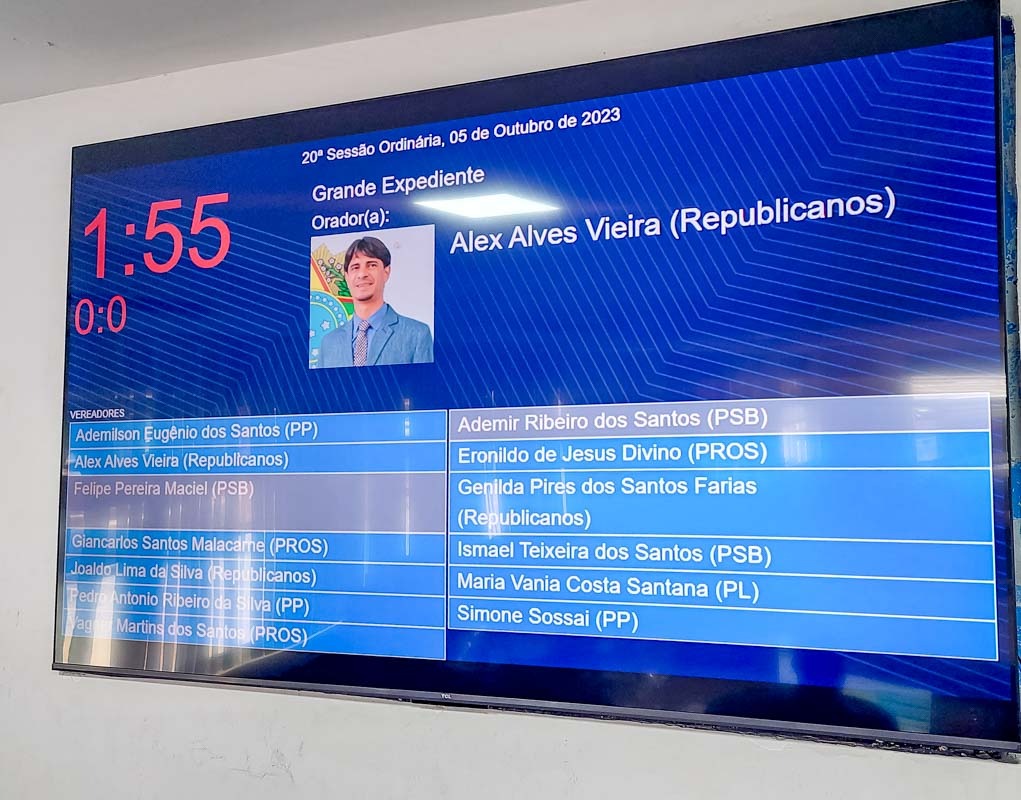 20ª Sessão Ordinária, 05 de Outubro de 2023
1:55
0:0
Grande Expediente
Orador(a):
Alex Alves Vieira (Republicanos)
VEREADORES
Ademilson Eugênio dos Santos (PP)
Alex Alves Vieira (Republicanos)
Felipe Pereira Maciel (PSB)
Giancarlos Santos Malacarne (PROS)
Joaldo Lima da Silva (Republicanos)
Pedro Antonio Ribeiro da Silva (PP)
Martins dos Santos (PROS)
Ademir Ribeiro dos Santos (PSB)
Eronildo de Jesus Divino (PROS)
Genilda Pires dos Santos Farias
(Republicanos)
Ismael Teixeira dos Santos (PSB)
Maria Vania Costa Santana (PL)
Simone Sossai (PP)
TCL